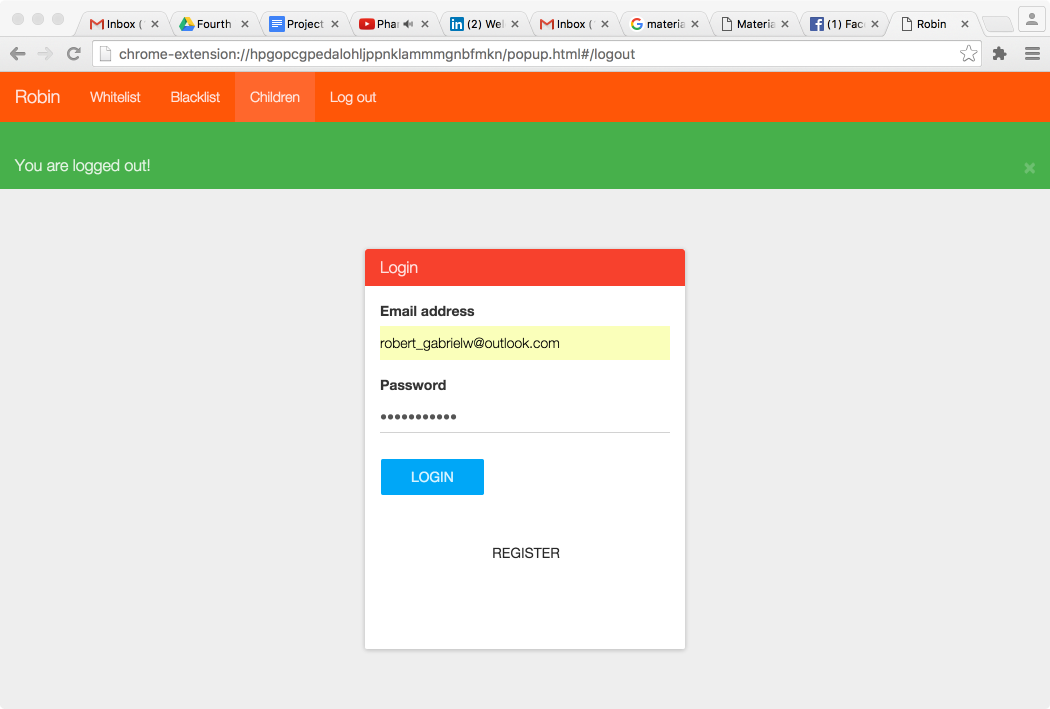 Inbox ( Fourth Project Phar (2) Wel Inbox ( materia Materia (1) Fac Robin
chrome-extension://hpgopcgpedalohljppnklammmgnbfmkn/popup.html#/logout
Robin Whitelist Blacklist Children Log out
You are logged out!
Login
Email address
robert_gabrielw@outlook.com
Password
LOGIN
REGISTER